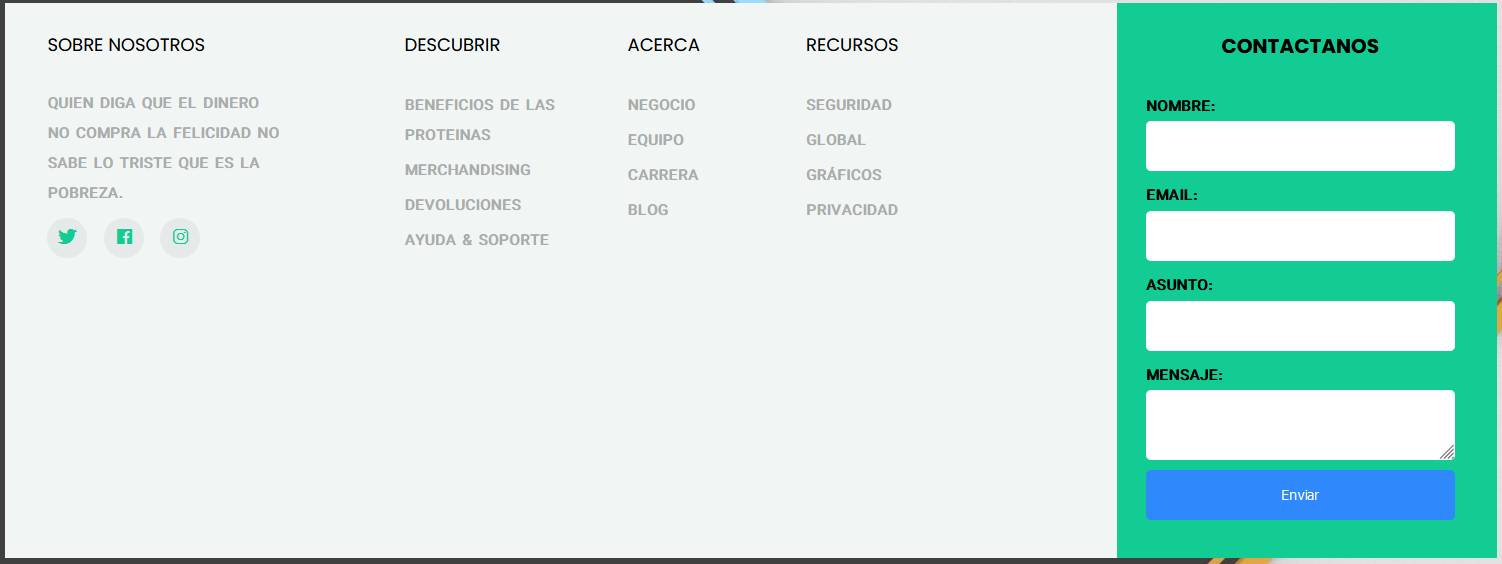 SOBRE NOSOTROS
QUIEN DIGA QUE EL DINERO
NO COMPRA LA FELICIDAD NO
SABE LO TRISTE QUE ES LA
POBREZA.
DESCUBRIR
BENEFICIOS DE LAS
PROTEINAS
MERCHANDISING
DEVOLUCIONES
AYUDA & SOPORTE
ACERCA
NEGOCIO
EQUIPO
CARRERA
BLOG
RECURSOS
SEGURIDAD
GLOBAL
GRÁFICOS
PRIVACIDAD
CONTACTANOS
NOMBRE:
EMAIL:
ASUNTO:
MENSAJE:
Enviar